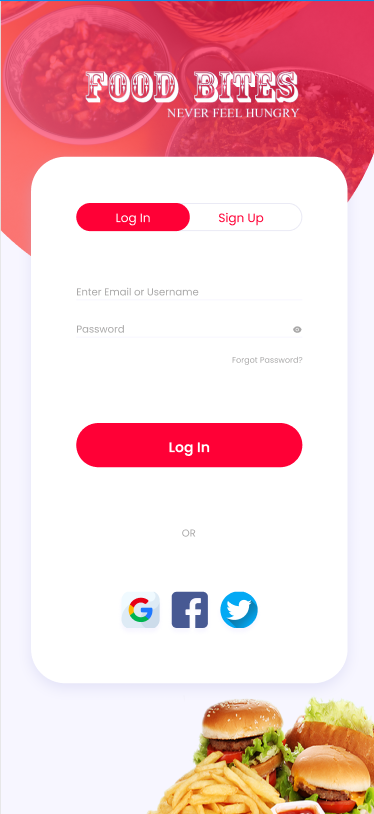 FOOD BITES
NEVER FEEL HUNGRY
Log In
Sign Up
Enter Email or Username
Password
Forgot Password?
Log In
OR